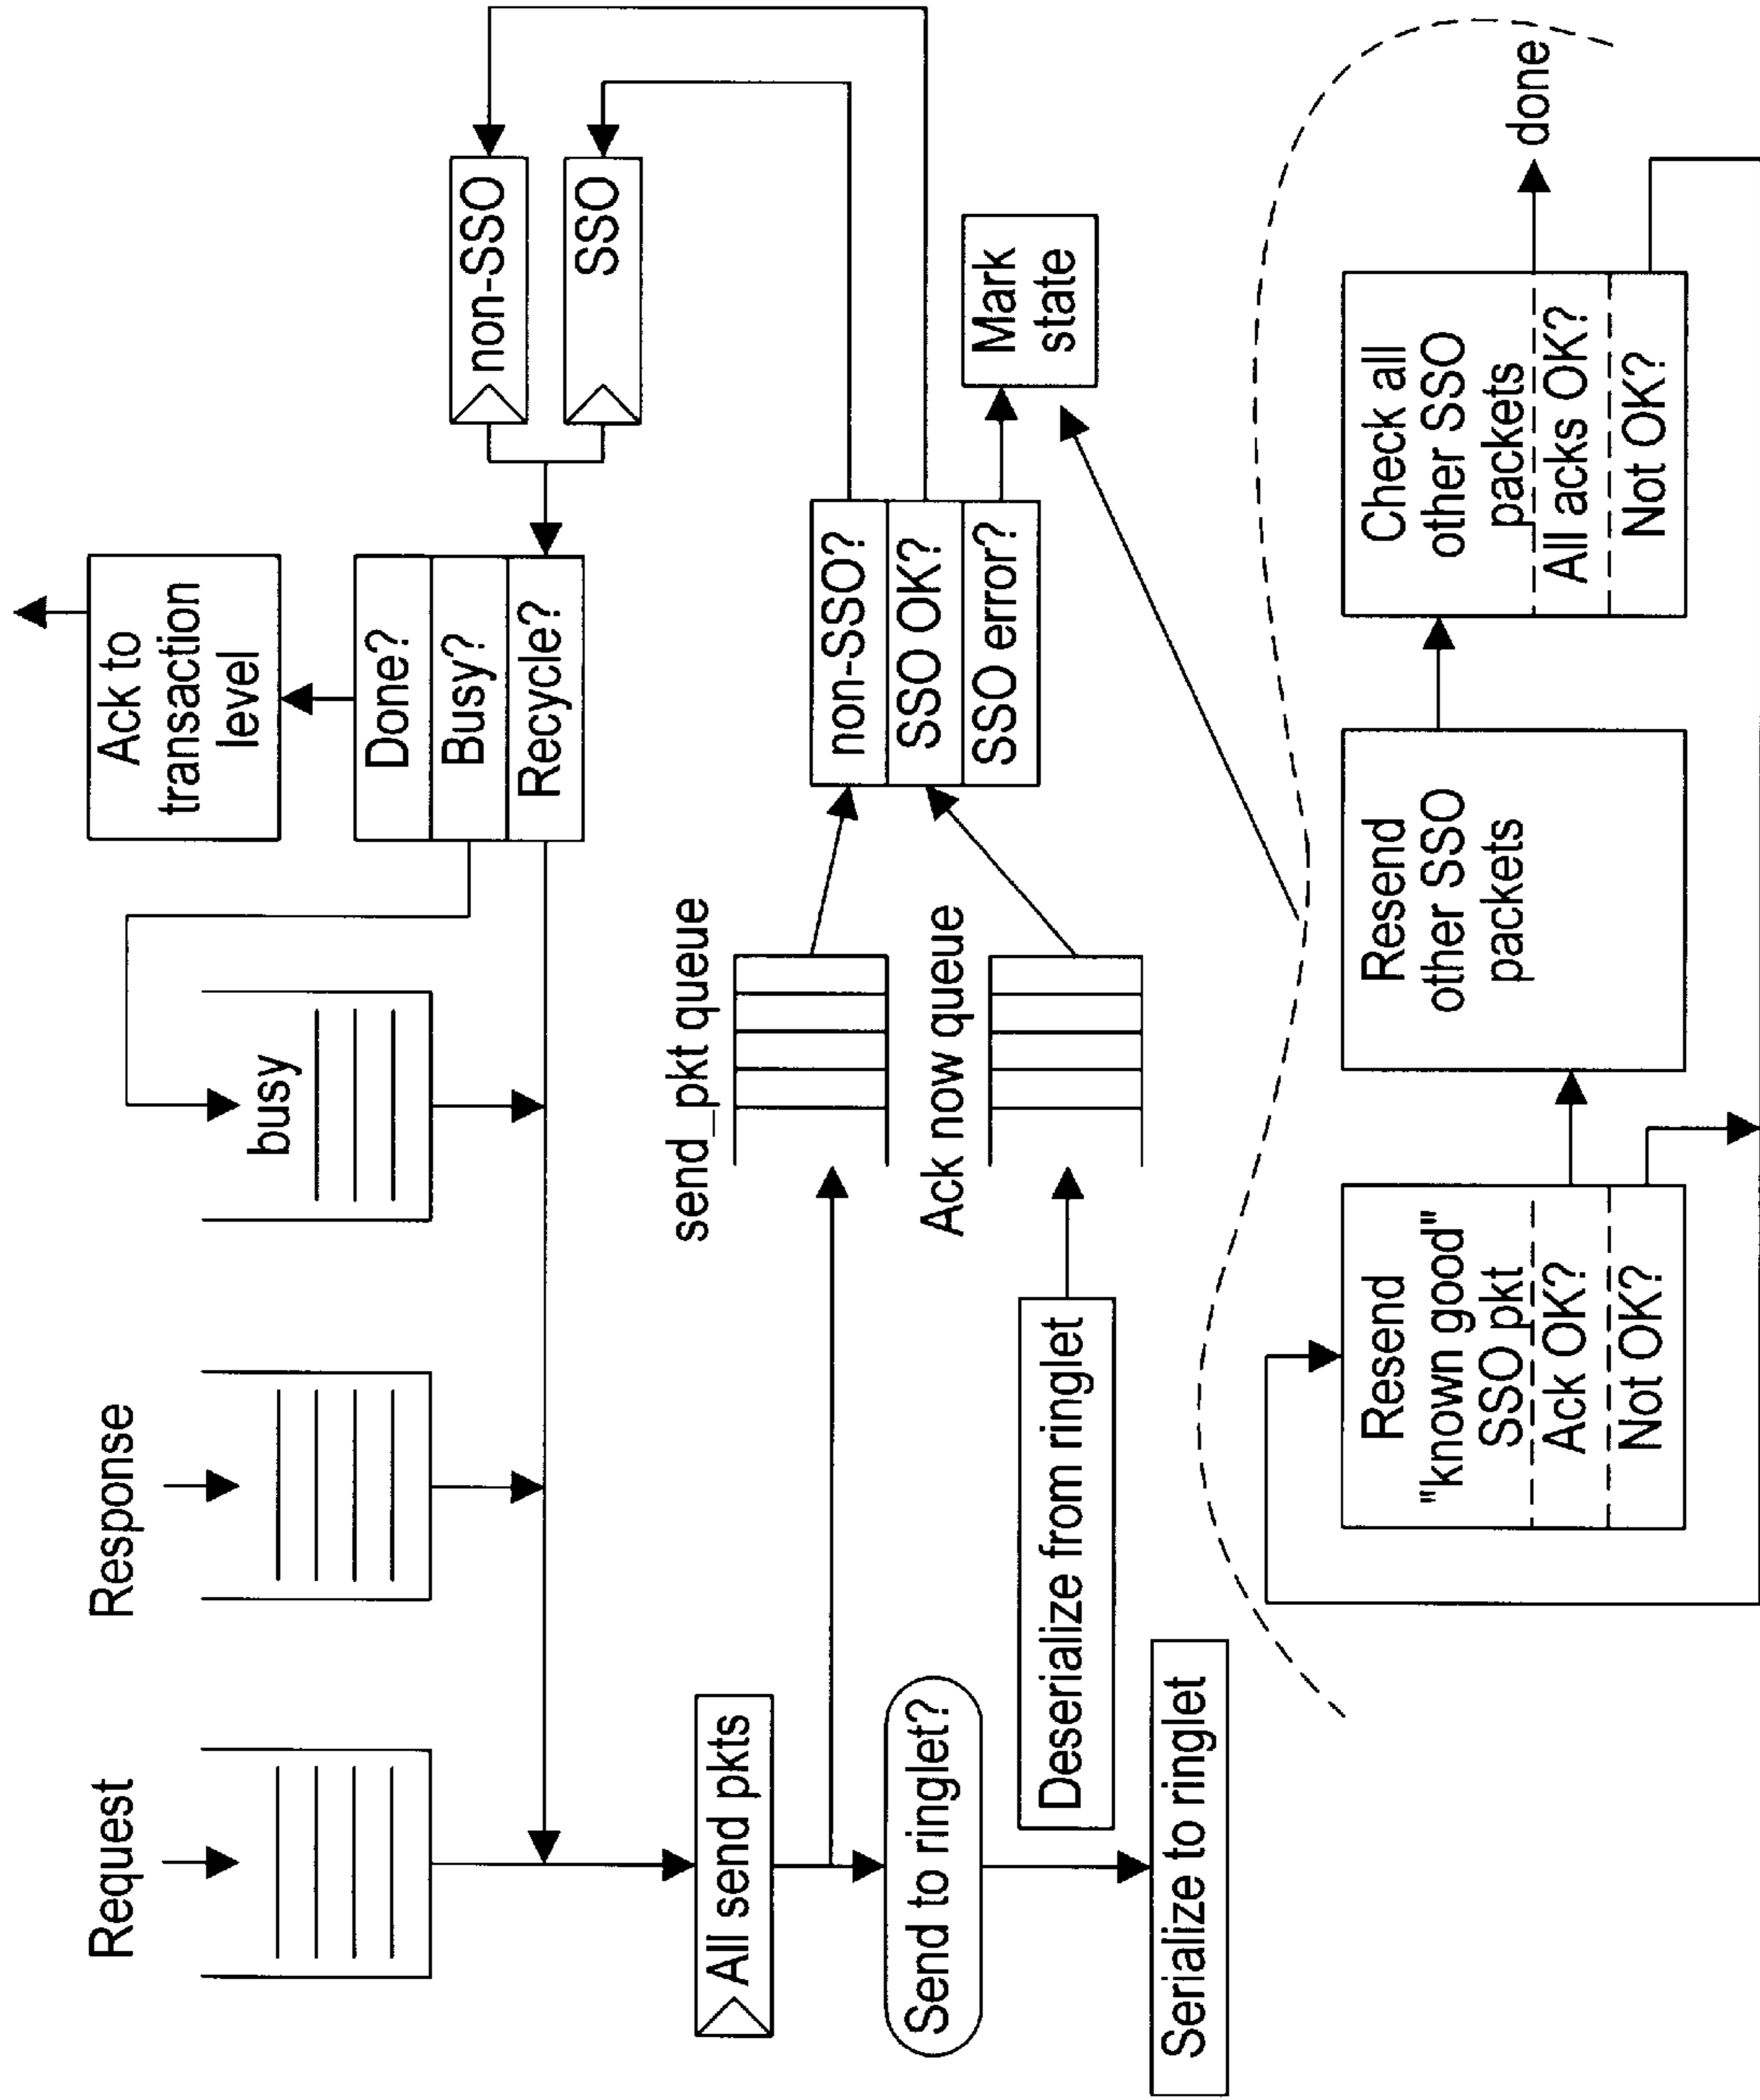 Request
Response
busy
Ack to
transaction
level
Done?
Busy?
Recycle?
non-SSO
SSO
All send pkts
send_pkt queue
Send to ringlet?
Ack now queue
Deserialize from ringlet
Serialize to ringlet
non-SSO?
SSO OK?
SSO error?
Mark
state
Resend
"known good"
SSO pkt
Ack OK?
Not OK?
Resend
other SSO
packets
Check all
other SSO
packets
All acks OK?
Not OK?
done